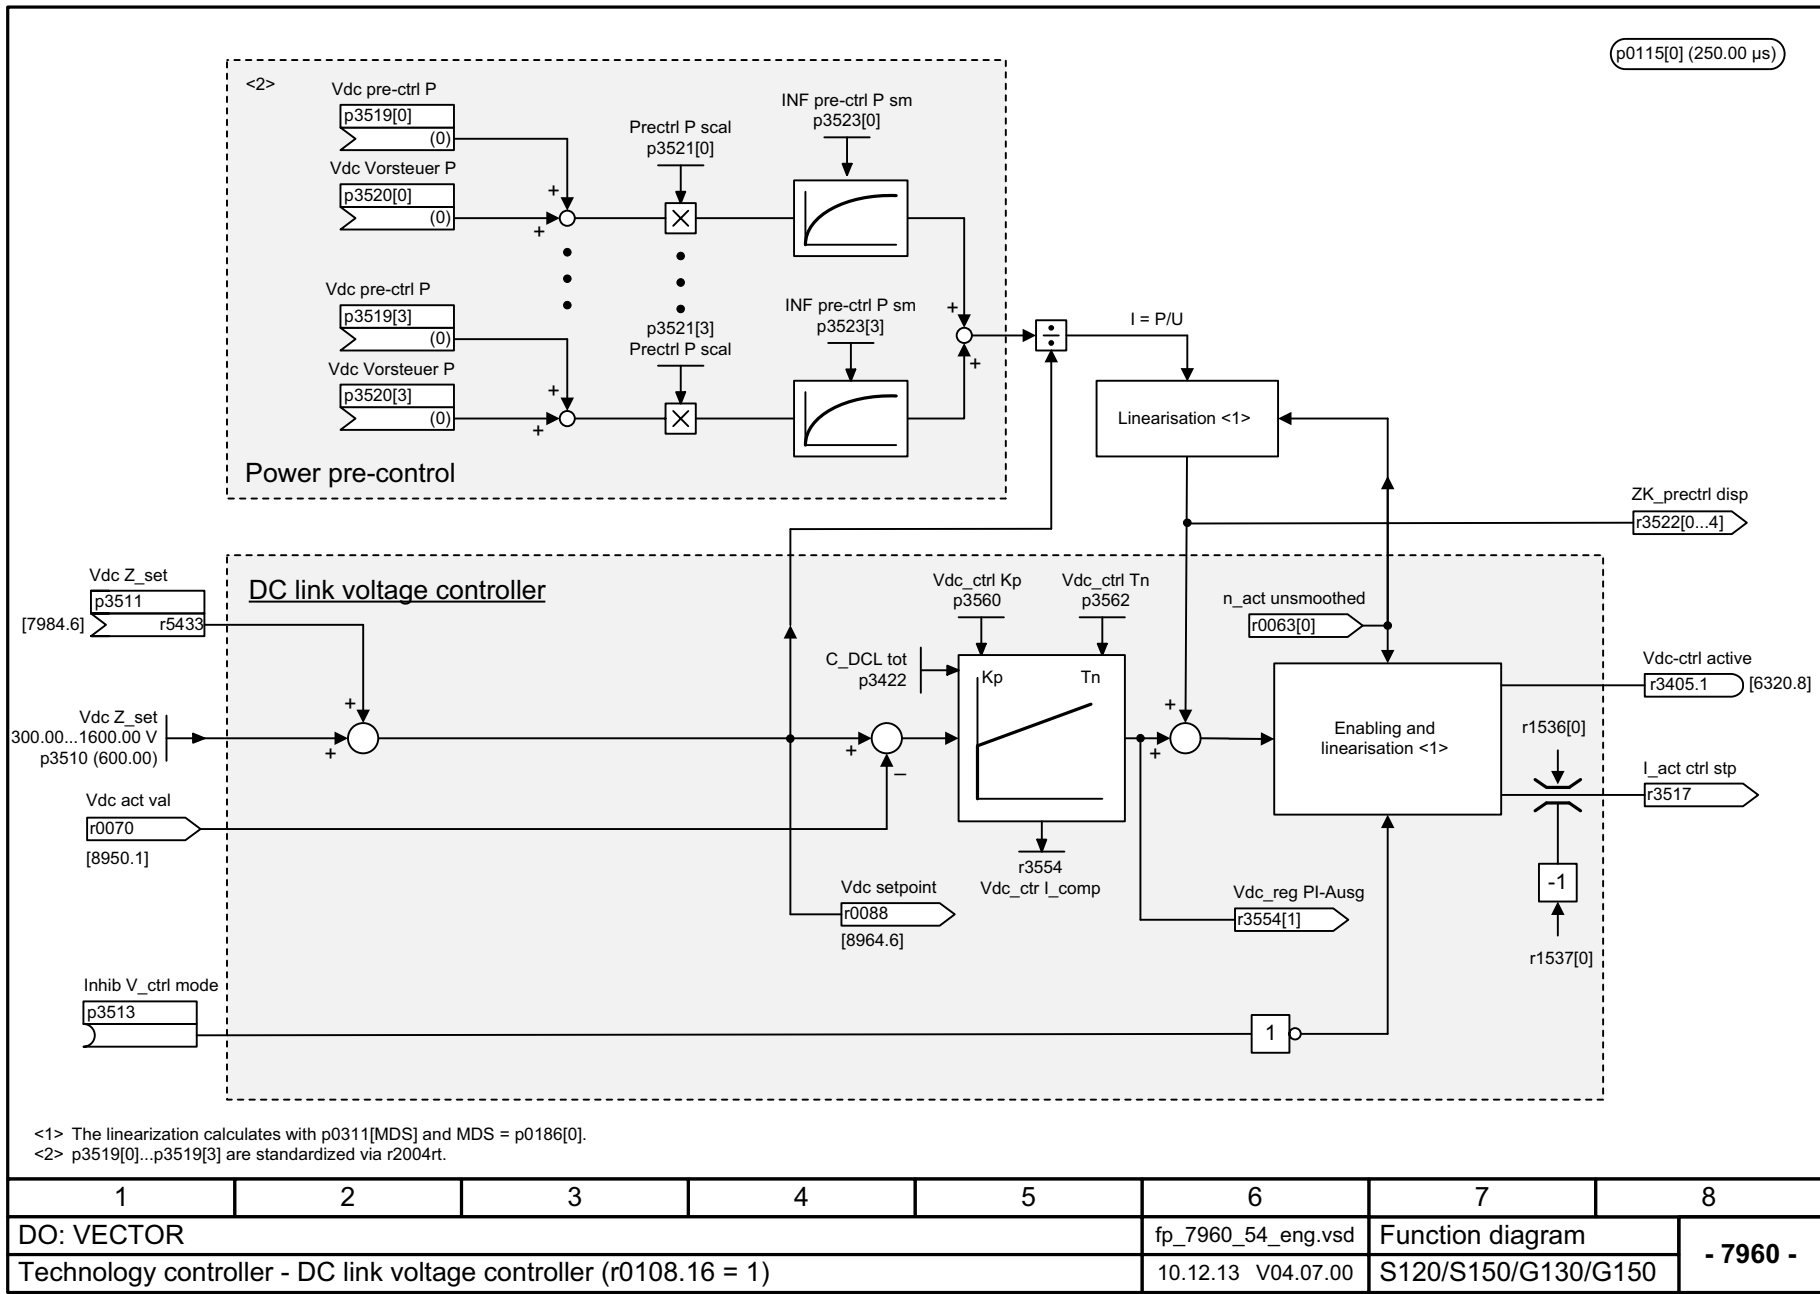 p0115[0] (250.00 µs)
<2>
Vdc pre-ctrl P
p3519[0]
(0)
Vdc Vorsteuer P
p3520[0]
(0)
+
+
Prectrl P scal
p3521[0]
INF pre-ctrl P sm
p3523[0]
Vdc pre-ctrl P
p3519[3]
(0)
Vdc Vorsteuer P
p3520[3]
(0)
+
+
p3521[3]
Prectrl P scal
INF pre-ctrl P sm
p3523[3]
+
+
I = P/U
Linearisation <1>
Power pre-control
ZK_prectrl disp
r3522[0...4]
DC link voltage controller
Vdc Z_set
p3511
[7984.6]
r5433
Vdc Z_set
300.00...1600.00 V
p3510 (600.00)
+
+
Vdc act val
r0070
[8950.1]
+
–
C_DCL tot
p3422
Vdc_ctrl Kp
p3560
Vdc_ctrl Tn
p3562
Kp
Tn
r3554
Vdc_ctr I_comp
Vdc setpoint
r0088
[8964.6]
+
+
Vdc_reg PI-Ausg
r3554[1]
n_act unsmoothed
r0063[0]
Enabling and
linearisation <1>
Vdc-ctrl active
r3405.1
[6320.8]
r1536[0]
I_act ctrl stp
r3517
-1
r1537[0]
Inhib V_ctrl mode
p3513
1
<1> The linearization calculates with p0311[MDS] and MDS = p0186[0].
<2> p3519[0]...p3519[3] are standardized via r2004rt.
1 2 3 4 5 6 7 8
DO: VECTOR
fp_7960_54_eng.vsd
Function diagram
- 7960 -
Technology controller - DC link voltage controller (r0108.16 = 1)
10.12.13 V04.07.00
S120/S150/G130/G150